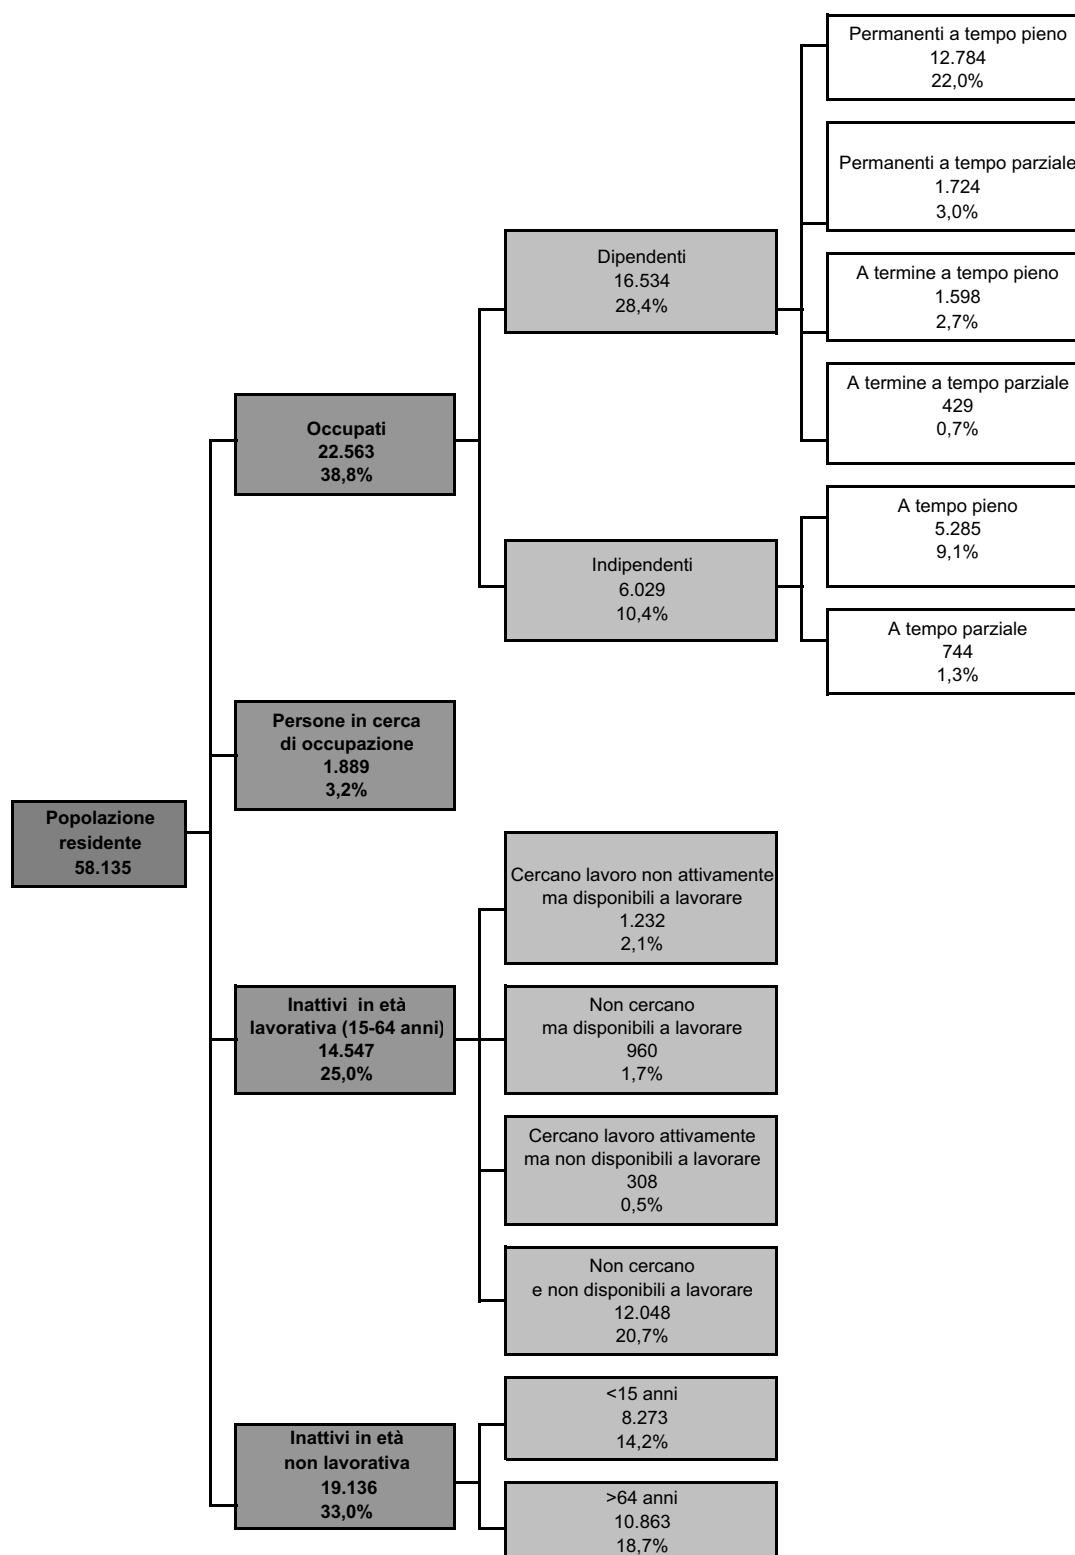 Permanenti a tempo pieno
12.784
22,0%
Permanenti a tempo parziale
1.724
3,0%
Dipendenti
16.534
28,4%
A termine a tempo pieno
1.598
2,7%
A termine a tempo parziale
429
0,7%
Occupati
22.563
38,8%
A tempo pieno
5.285
9,1%
Indipendenti
6.029
10,4%
A tempo parziale
744
1,3%
Persone in cerca
di occupazione
1.889
3,2%
Popolazione
residente
58.135
Cercano lavoro non attivamente
ma disponibili a lavorare
1.232
2,1%
Inattivi in età
lavorativa (15-64 anni)
14.547
25,0%
Non cercano
ma disponibili a lavorare
960
1,7%
Cercano lavoro attivamente
ma non disponibili a lavorare
308
0,5%
Non cercano
e non disponibili a lavorare
12.048
20,7%
<15 anni
8.273
14,2%
Inattivi in età
non lavorativa
19.136
33,0%
>64 anni
10.863
18,7%